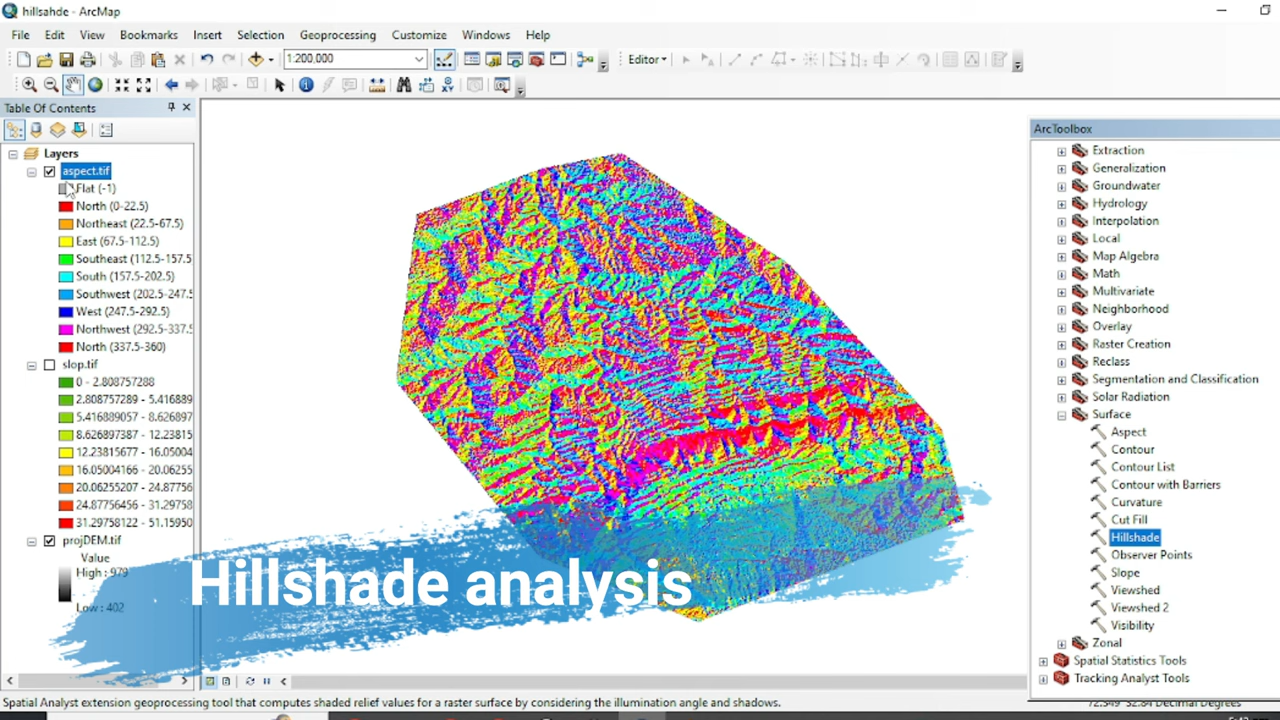 hillsahde - ArcMap
File Edit View Bookmarks Insert Selection Geoprocessing Customize Windows Help
1:200,000
Editor
Table Of Contents
Layers
aspect.tif
Flat (-1)
North (0-22.5)
Northeast (22.5-67.5)
East (67.5-112.5)
Southeast (112.5-157.5
South (157.5-202.5)
Southwest (202.5-247.5
West (247.5-292.5)
Northwest (292.5-337.5
North (337.5-360)
slop.tif
0 - 2.808757288
2.808757289 - 5.416889
5.416889057 - 8.626897
8.626897387 - 12.23815
12.23815677 - 16.05004
16.05004166 - 20.06255
20.06255207 - 24.87756
24.87756456 - 31.29758
31.29758122 - 51.15950
projDEM.tif
Value
High : 979
Low : 402
Hillshade analysis
ArcToolbox
Extraction
Generalization
Groundwater
Hydrology
Interpolation
Local
Map Algebra
Math
Multivariate
Neighborhood
Overlay
Raster Creation
Reclass
Segmentation and Classification
Solar Radiation
Surface
Aspect
Contour
Contour List
Contour with Barriers
Curvature
Cut Fill
Hillshade
Observer Points
Slope
Viewshed
Viewshed 2
Visibility
Zonal
Spatial Statistics Tools
Tracking Analyst Tools
Spatial Analyst extension geoprocessing tool that computes shaded relief values for a raster surface by considering the illumination angle and shadows.
72.349 32.84 Decimal Degrees